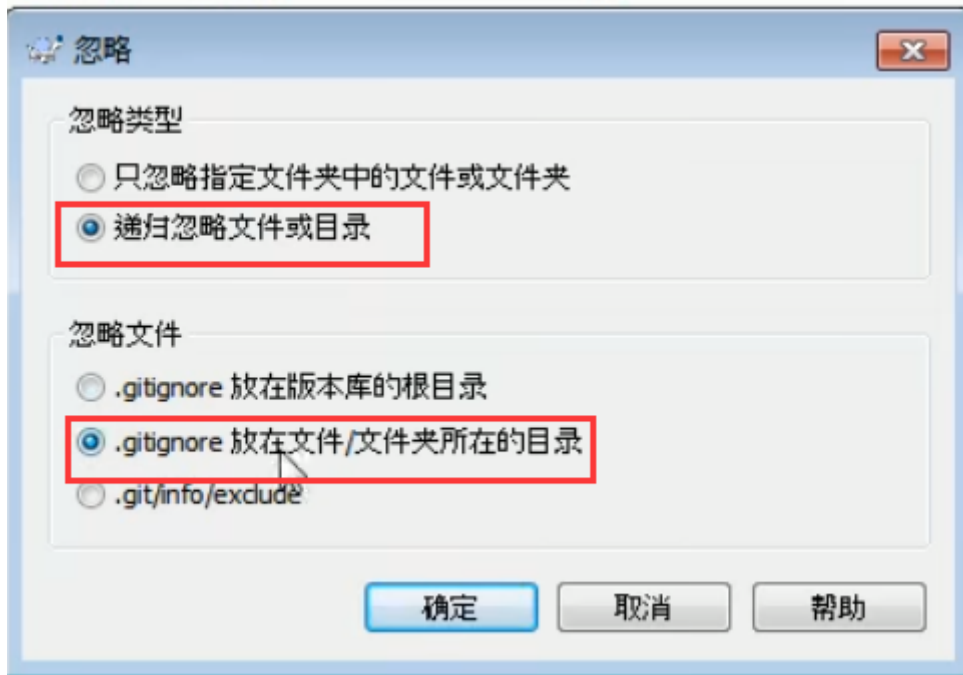 忽略
忽略类型
只忽略指定文件夹中的文件或文件夹
递归忽略文件或目录
忽略文件
.gitignore 放在版本库的根目录
.gitignore 放在文件/文件夹所在的目录
.git/info/exclude
确定
取消
帮助